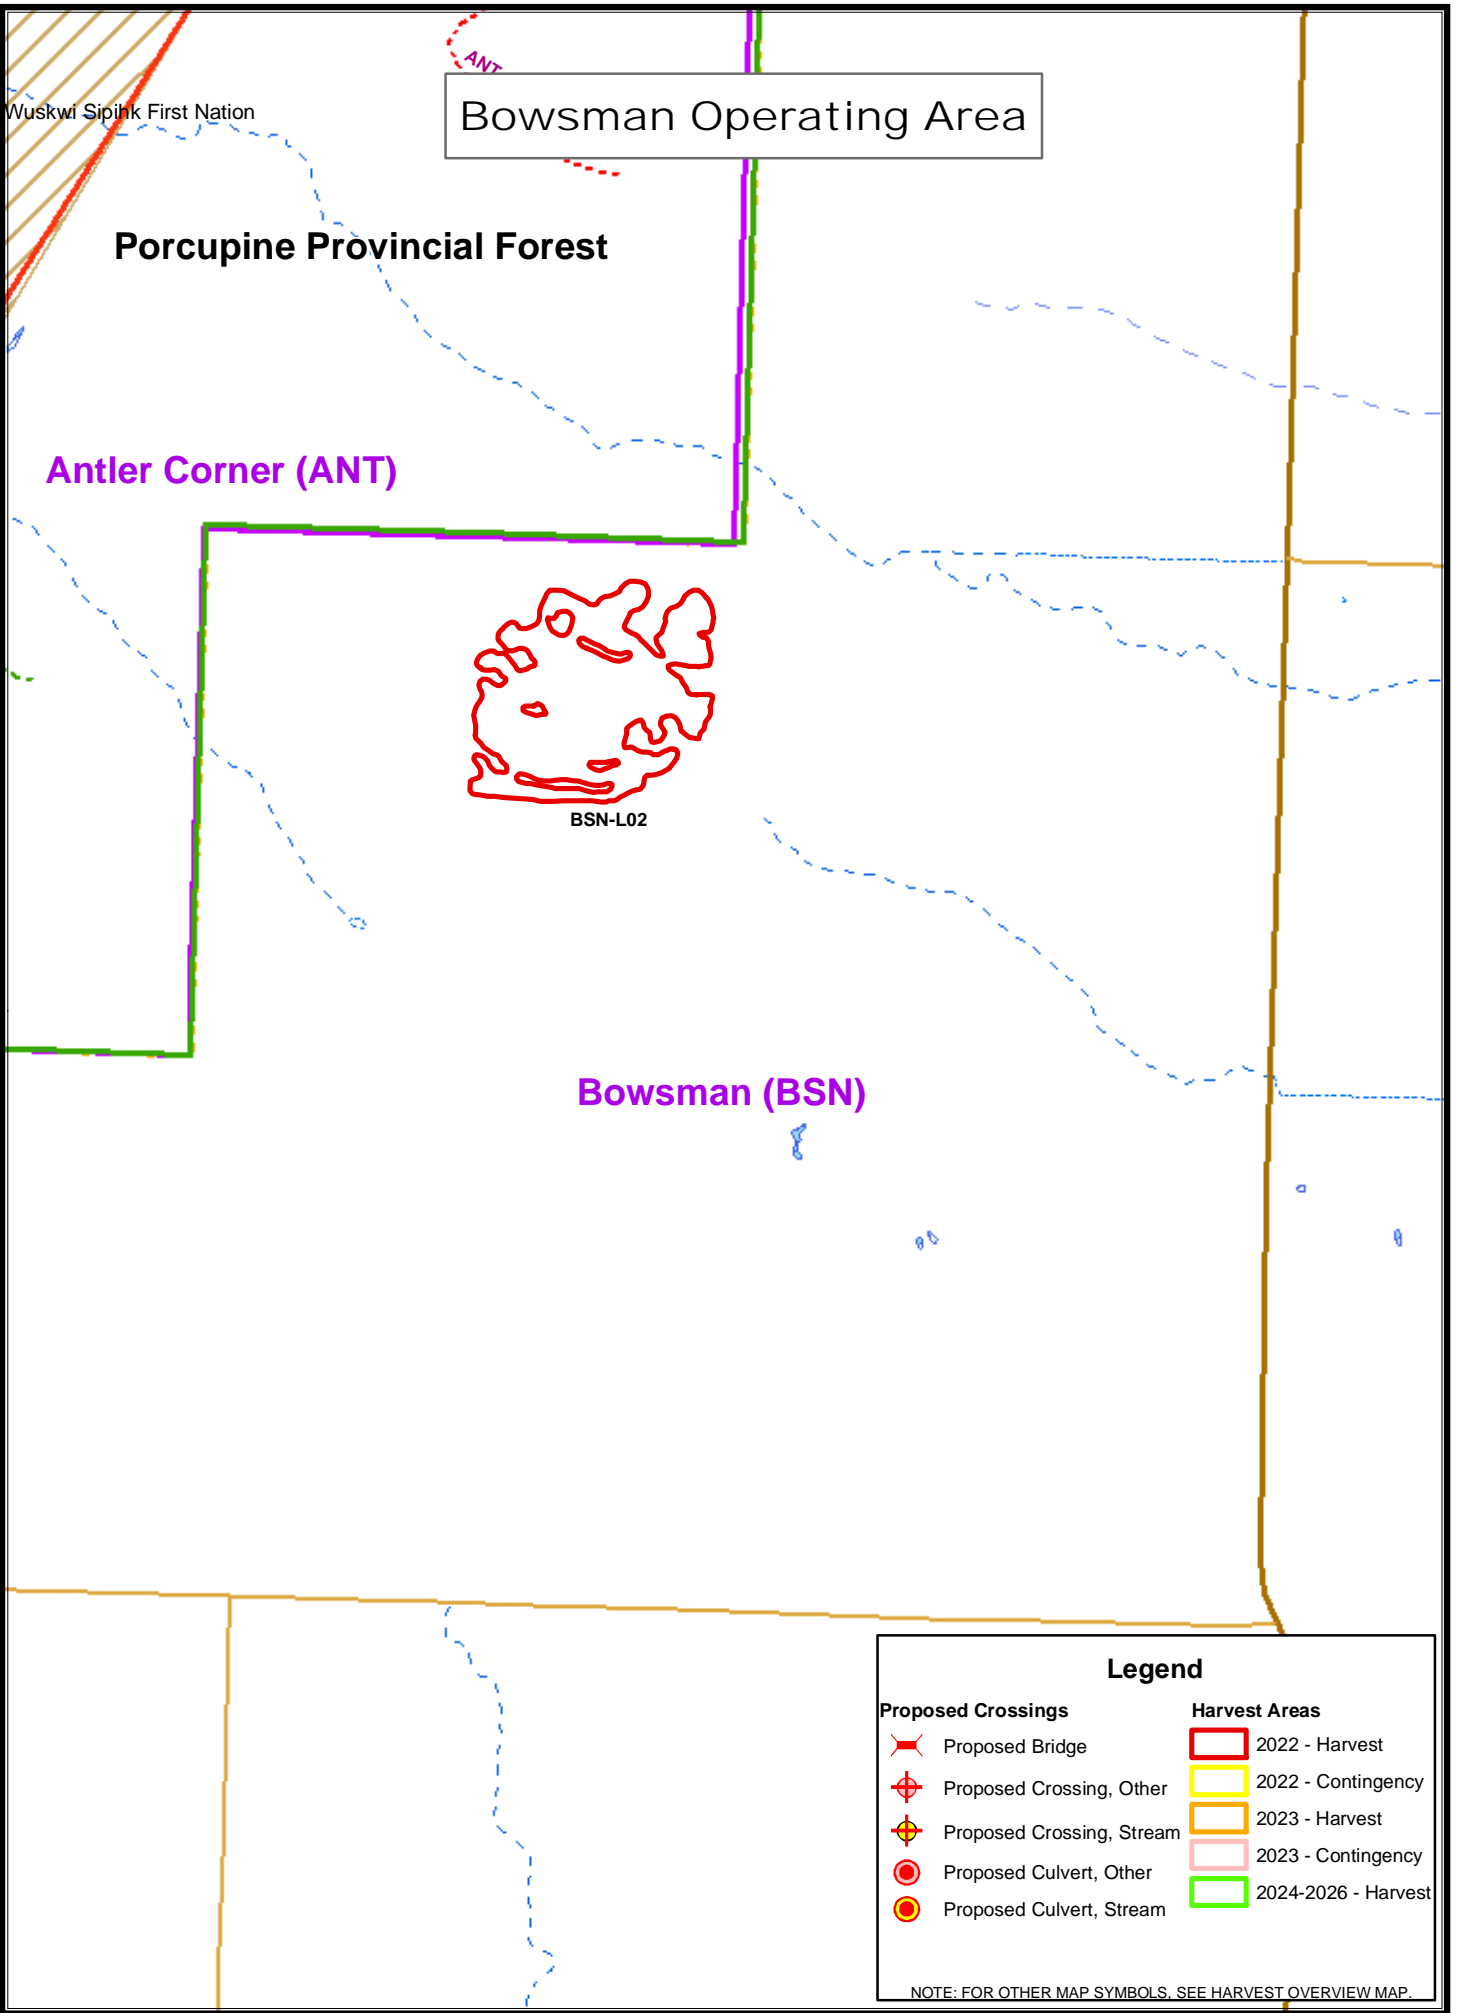 ANT
Bowsman Operating Area
Wuskwi Sipihk First Nation
Porcupine Provincial Forest
Antler Corner (ANT)
BSN-L02
Bowsman (BSN)
Legend
Proposed Crossings
Proposed Bridge
Proposed Crossing, Other
Proposed Crossing, Stream
Proposed Culvert, Other
Proposed Culvert, Stream
Harvest Areas
2022 - Harvest
2022 - Contingency
2023 - Harvest
2023 - Contingency
2024-2026 - Harvest
NOTE: FOR OTHER MAP SYMBOLS, SEE HARVEST OVERVIEW MAP.